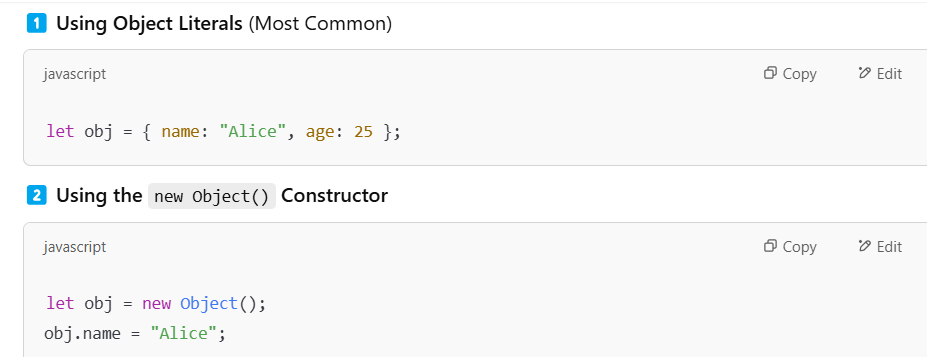 1 Using Object Literals (Most Common)
javascript Copy Edit
let obj = { name: "Alice", age: 25 };
2 Using the new Object() Constructor
javascript Copy Edit
let obj = new Object();
obj.name = "Alice";